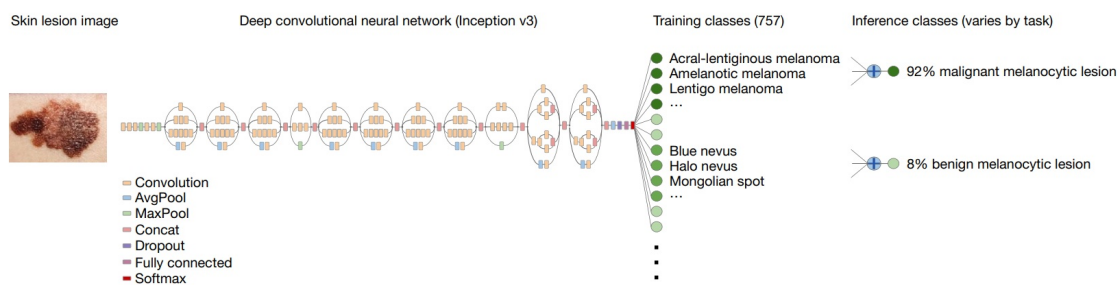 Skin lesion image
Deep convolutional neural network (Inception v3)
Training classes (757)
Inference classes (varies by task)
Convolution
AvgPool
MaxPool
Concat
Dropout
Fully connected
Softmax
Acral-lentiginous melanoma
Amelanotic melanoma
Lentigo melanoma
…
Blue nevus
Halo nevus
Mongolian spot
…
92% malignant melanocytic lesion
8% benign melanocytic lesion